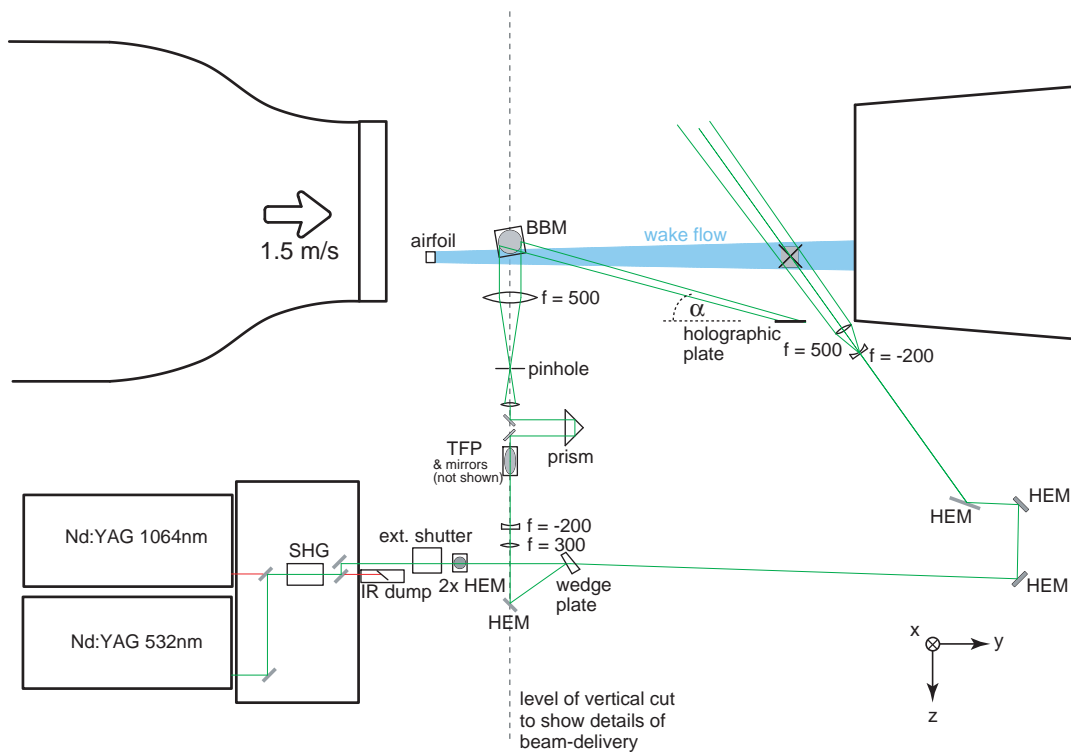 BBM
airfoil
wake flow
1.5 m/s
f = 500
α
holographic
plate
f = 500
f = -200
pinhole
TFP
& mirrors
(not shown)
prism
HEM
HEM
Nd:YAG 1064nm
SHG
ext. shutter
f = -200
f = 300
IR dump
2x HEM
wedge
plate
HEM
HEM
Nd:YAG 532nm
x
y
z
level of vertical cut
to show details of
beam-delivery